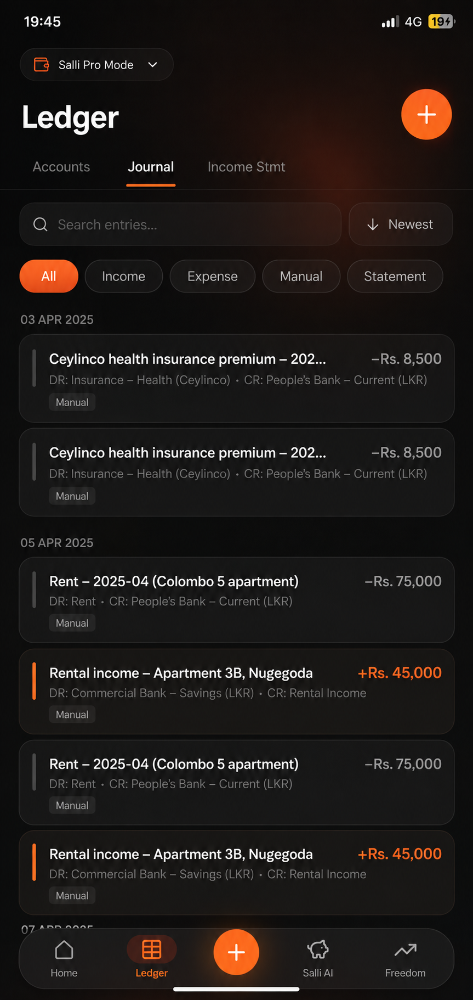 19:45
4G 19
Salli Pro Mode
Ledger
Accounts Journal Income Stmt
Search entries... Newest
All Income Expense Manual Statement
03 APR 2025
Ceylinco health insurance premium – 202... –Rs. 8,500
DR: Insurance – Health (Ceylinco) • CR: People’s Bank – Current (LKR)
Manual
Ceylinco health insurance premium – 202... –Rs. 8,500
DR: Insurance – Health (Ceylinco) • CR: People’s Bank – Current (LKR)
Manual
05 APR 2025
Rent – 2025-04 (Colombo 5 apartment) –Rs. 75,000
DR: Rent • CR: People’s Bank – Current (LKR)
Manual
Rental income – Apartment 3B, Nugegoda +Rs. 45,000
DR: Commercial Bank – Savings (LKR) • CR: Rental Income
Manual
Rent – 2025-04 (Colombo 5 apartment) –Rs. 75,000
DR: Rent • CR: People’s Bank – Current (LKR)
Manual
Rental income – Apartment 3B, Nugegoda +Rs. 45,000
DR: Commercial Bank – Savings (LKR) • CR: Rental Income
Manual
07 APR 2025
Home Ledger Salli AI Freedom